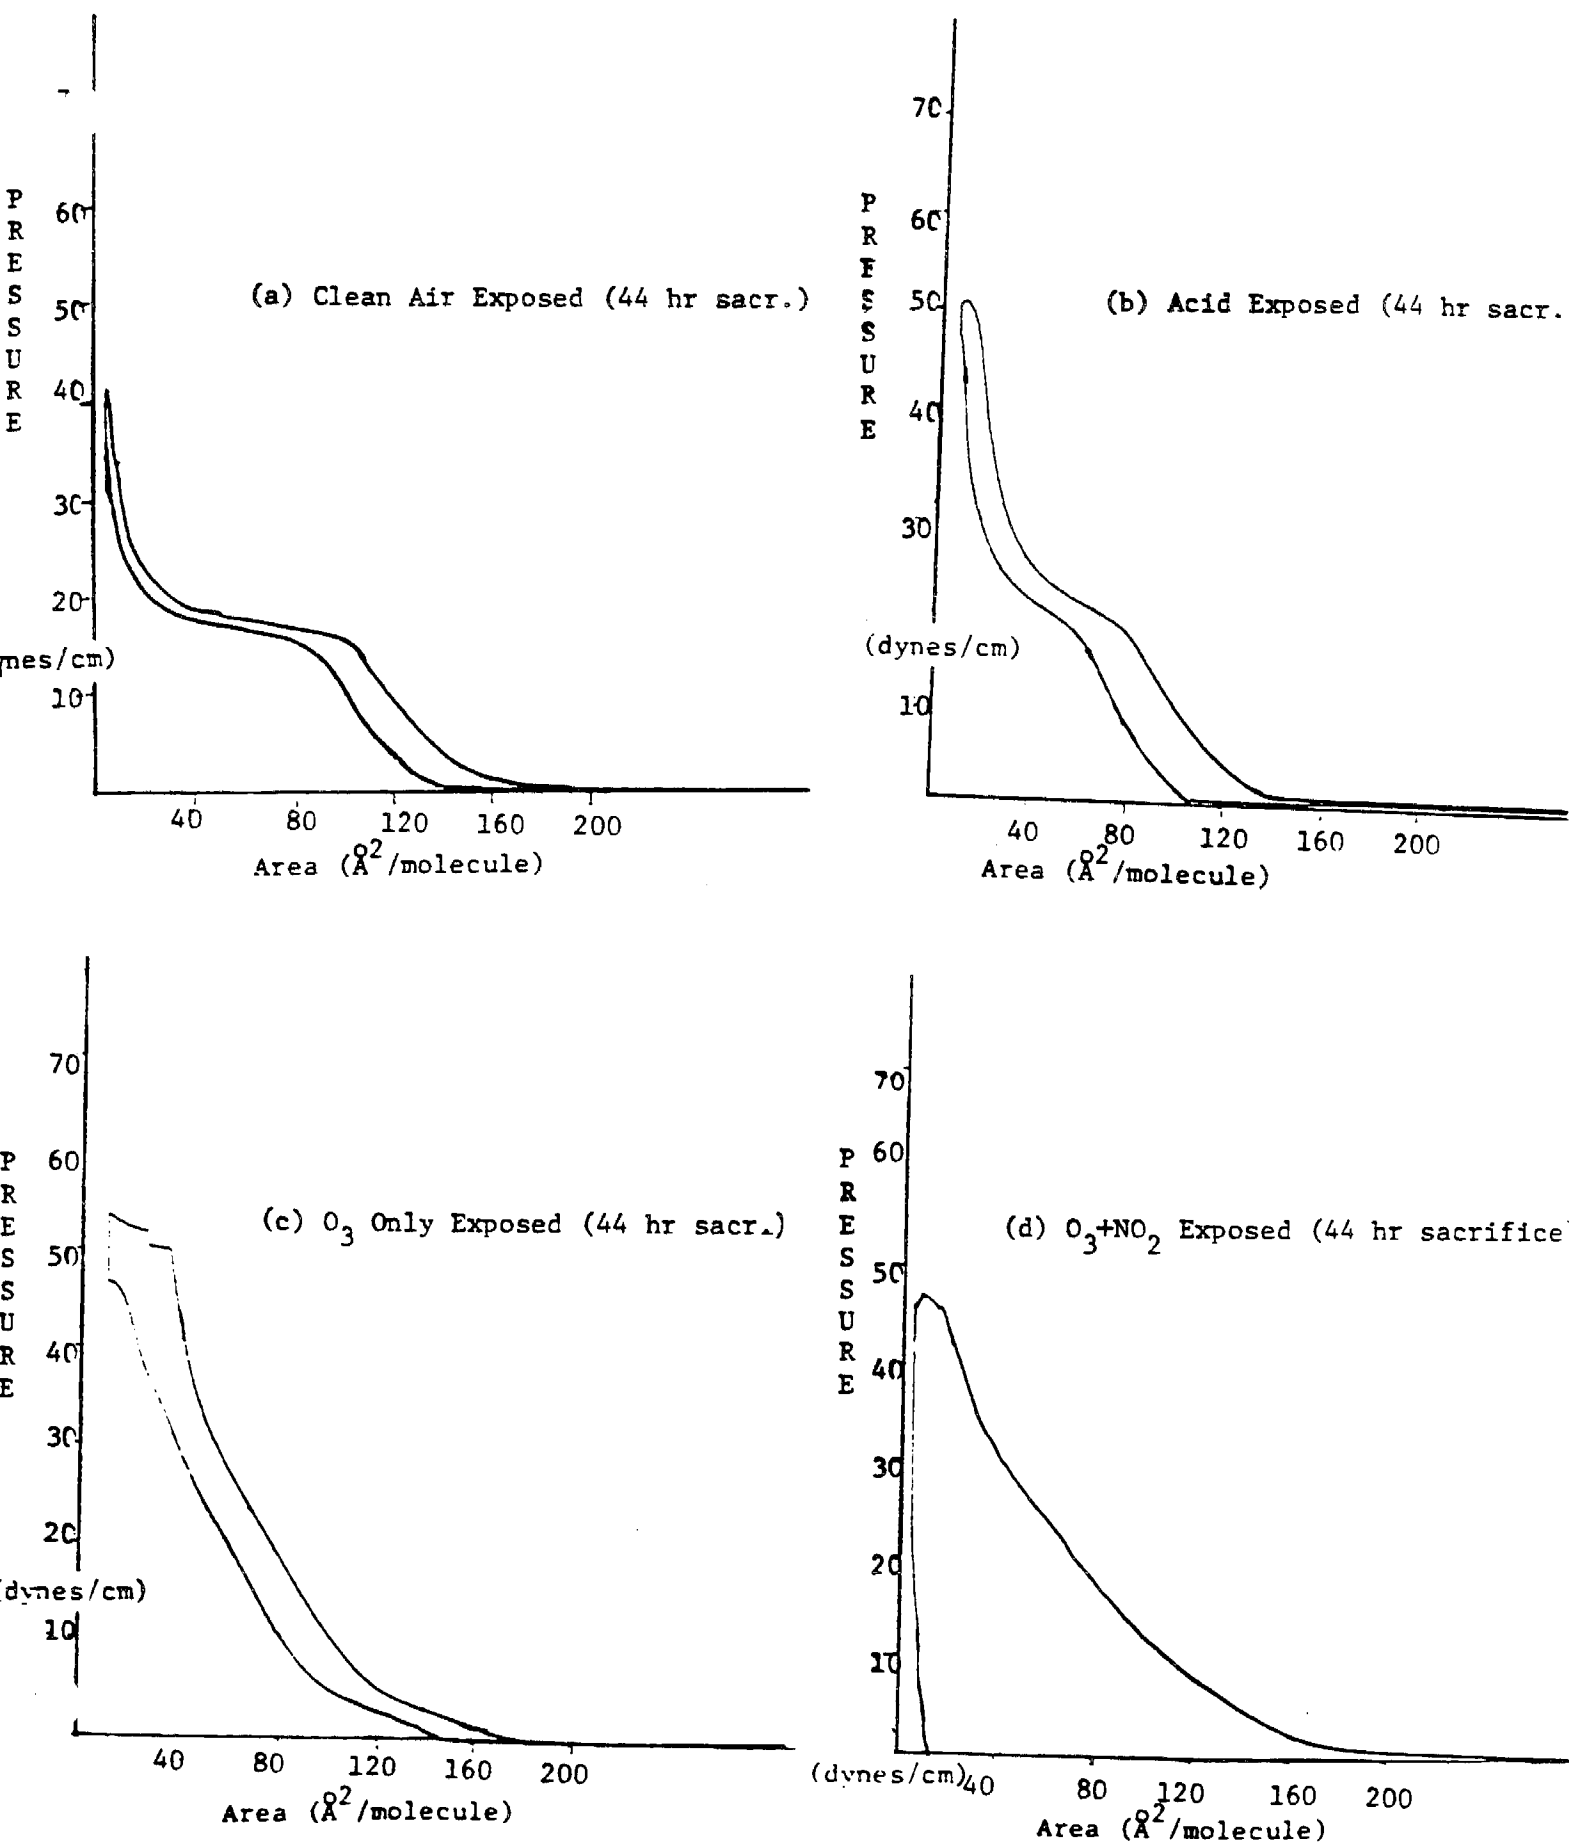 PRESSURE
60
50
40
30
20
10
(a) Clean Air Exposed (44 hr sacr.)
nes/cm)
40 80 120 160 200
Area (Å²/molecule)
PRESSURE
70
60
50
40
30
10
(b) Acid Exposed (44 hr sacr.
(dynes/cm)
40 80 120 160 200
Area (Å²/molecule)
PRESSURE
70
60
50
40
30
20
10
(c) O₃ Only Exposed (44 hr sacr.)
(dynes/cm)
40 80 120 160 200
Area (Å²/molecule)
PRESSURE
70
60
50
40
30
20
10
(d) O₃+NO₂ Exposed (44 hr sacrifice
(dynes/cm)
40 80 120 160 200
Area (Å²/molecule)